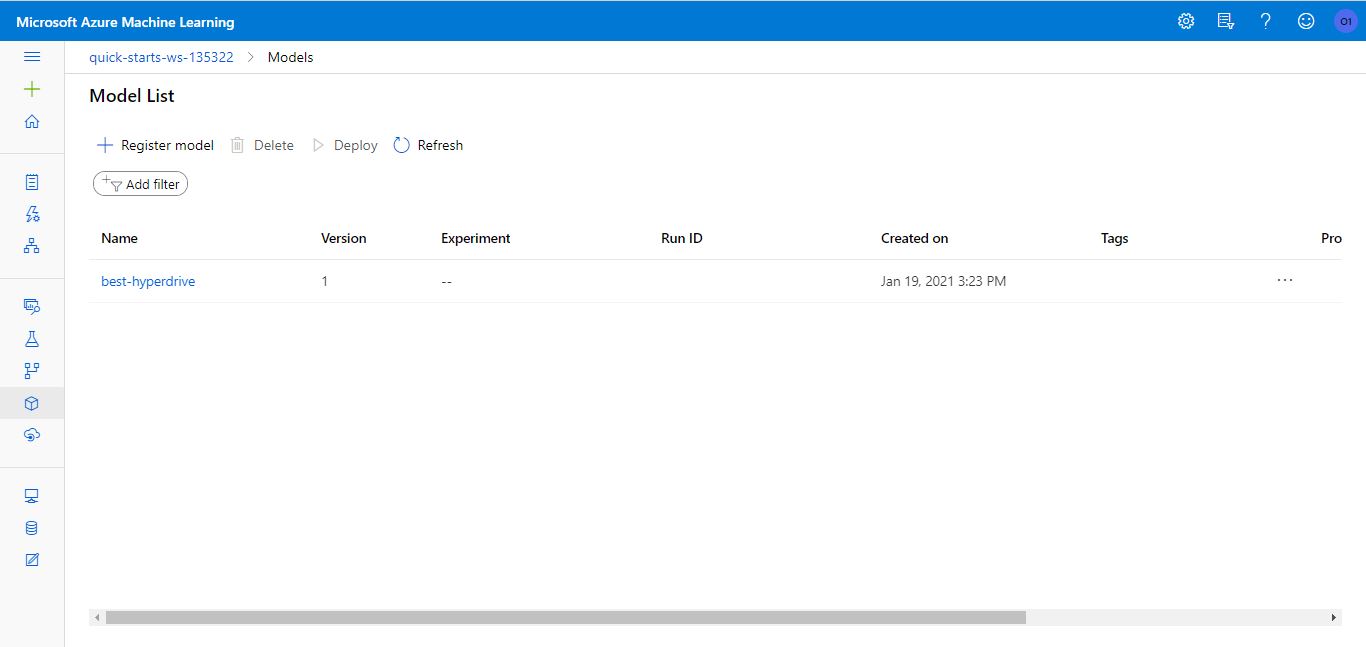 Microsoft Azure Machine Learning
O1
quick-starts-ws-135322 > Models
Model List
Register model Delete Deploy Refresh
Add filter
Name Version Experiment Run ID Created on Tags Pro
best-hyperdrive 1 -- Jan 19, 2021 3:23 PM ...